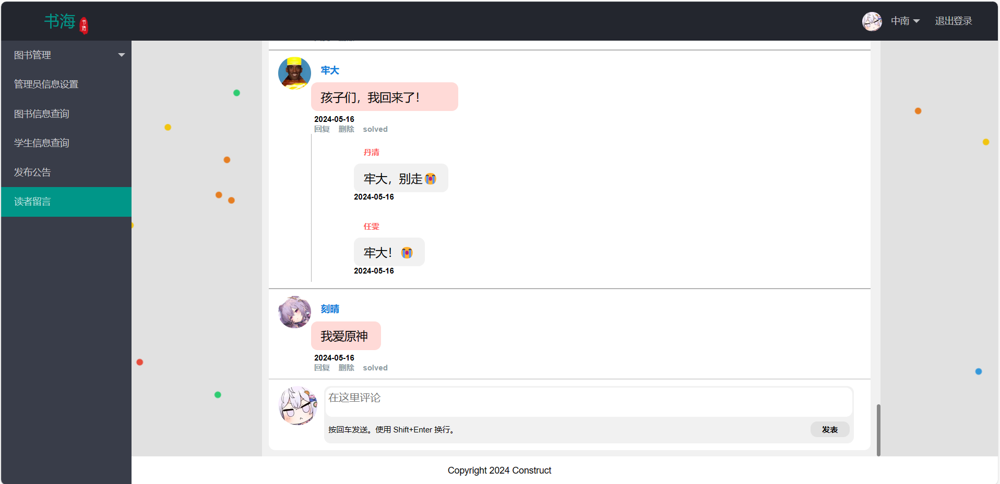 书海
中南
退出登录
图书管理
管理员信息设置
图书信息查询
学生信息查询
发布公告
读者留言
牢大
孩子们，我回来了！
2024-05-16
回复 删除 solved
丹清
牢大，别走😭
2024-05-16
任雯
牢大！😭
2024-05-16
刻晴
我爱原神
2024-05-16
回复 删除 solved
在这里评论
按回车发送。使用 Shift+Enter 换行。
发表
Copyright 2024 Construct